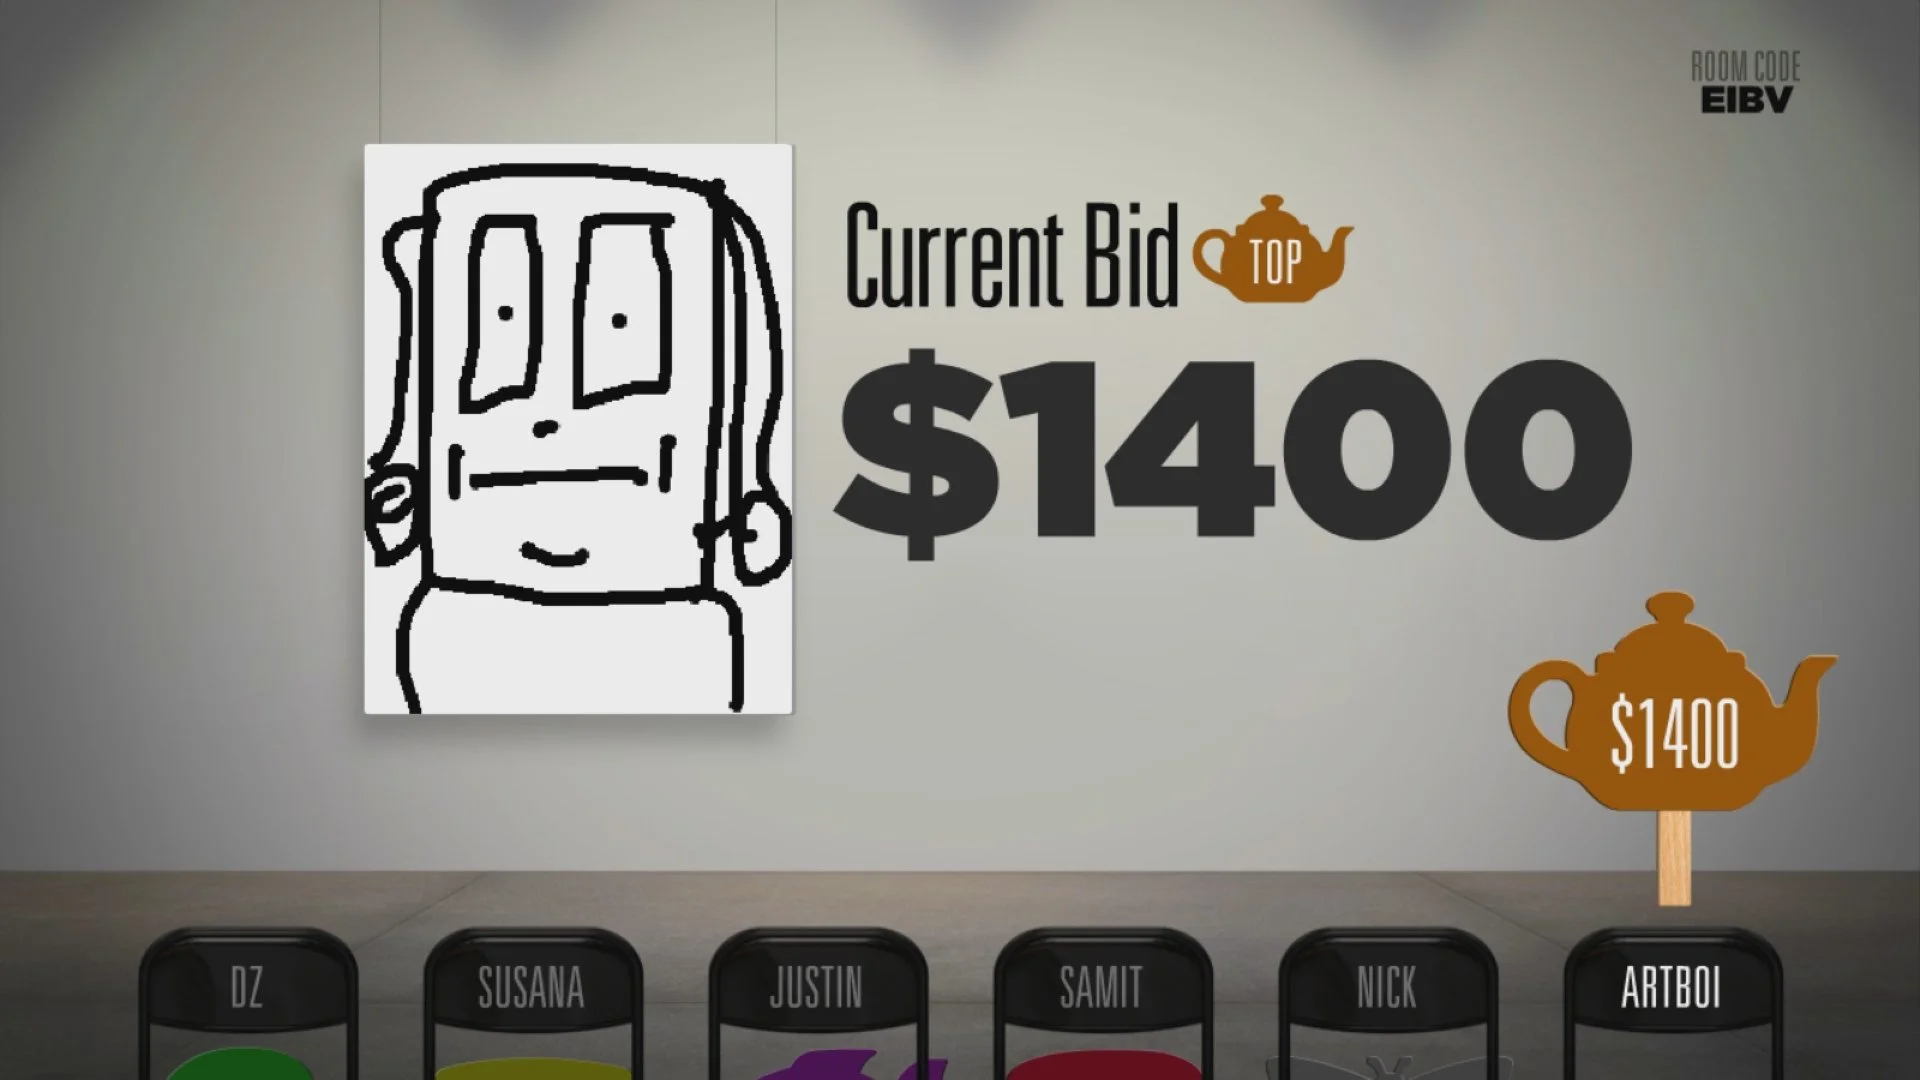 ROOM CODE
EIBV
Current Bid TOP
$1400
$1400
DZ SUSANA JUSTIN SAMIT NICK ARTBOI